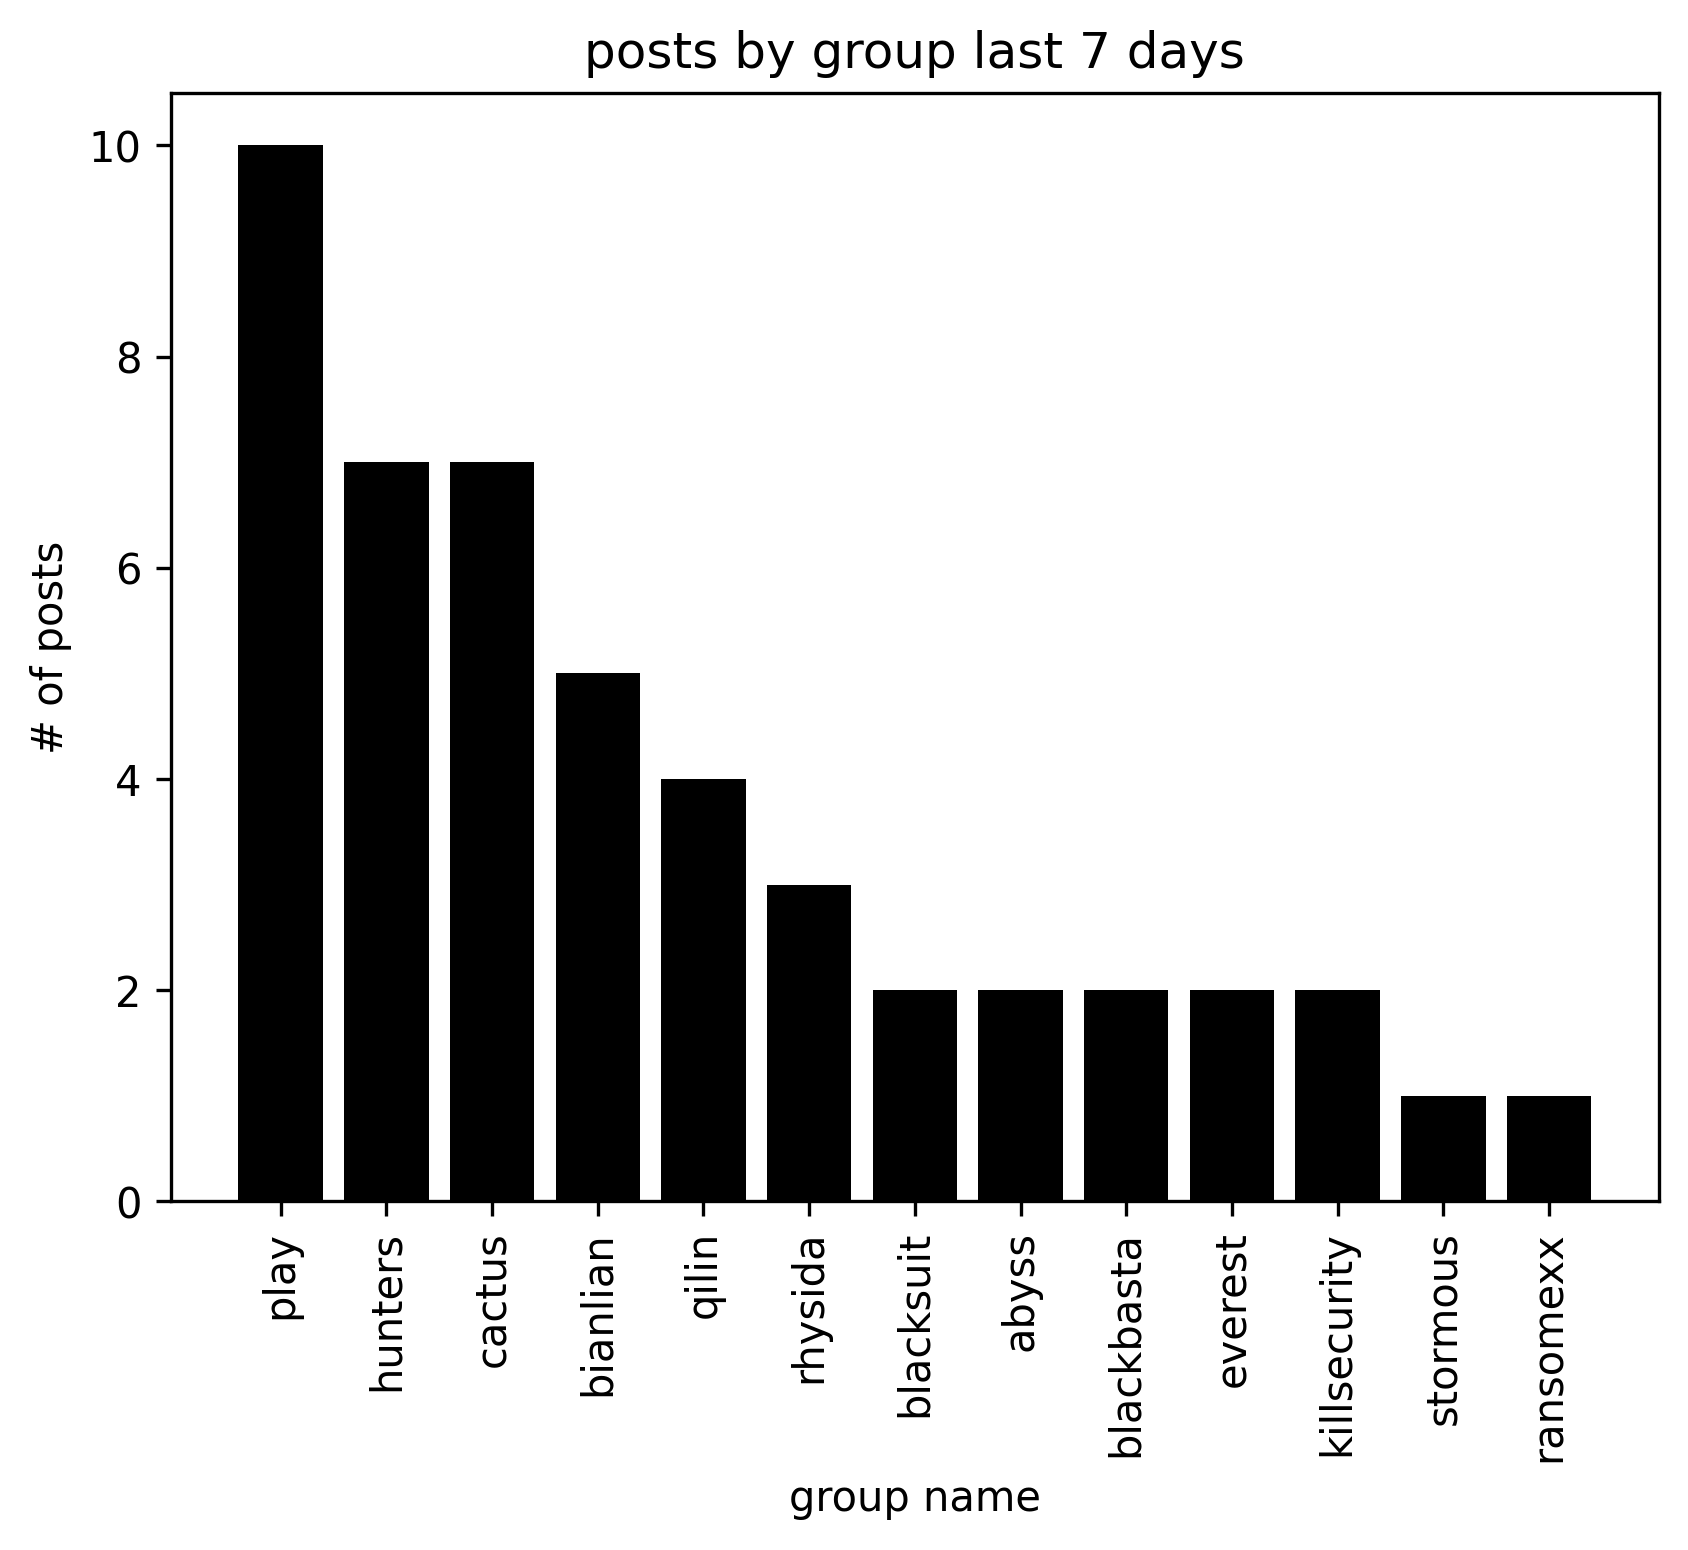 posts by group last 7 days
# of posts
10
8
6
4
2
0
play
hunters
cactus
bianlian
qilin
rhysida
blacksuit
abyss
blackbasta
everest
killsecurity
stormous
ransomexx
group name